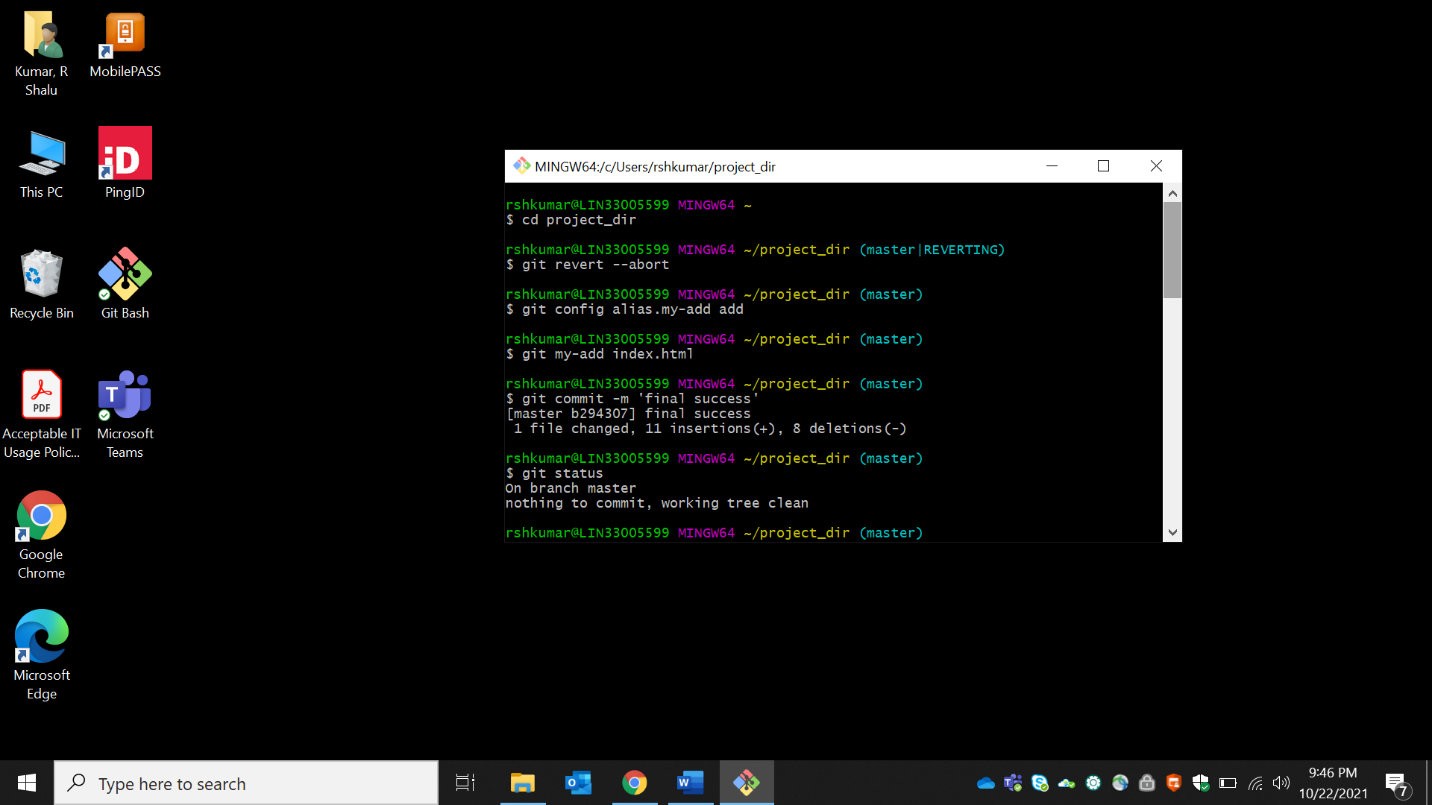 Kumar, R
Shalu
MobilePASS
This PC
iD
PingID
Recycle Bin
Git Bash
PDF
Acceptable IT
Usage Polic...
T
Microsoft
Teams
Google
Chrome
Microsoft
Edge
MINGW64:/c/Users/rshkumar/project_dir
rshkumar@LIN33005599 MINGW64 ~
$ cd project_dir
rshkumar@LIN33005599 MINGW64 ~/project_dir (master|REVERTING)
$ git revert --abort
rshkumar@LIN33005599 MINGW64 ~/project_dir (master)
$ git config alias.my-add add
rshkumar@LIN33005599 MINGW64 ~/project_dir (master)
$ git my-add index.html
rshkumar@LIN33005599 MINGW64 ~/project_dir (master)
$ git commit -m 'final success'
[master b294307] final success
1 file changed, 11 insertions(+), 8 deletions(-)
rshkumar@LIN33005599 MINGW64 ~/project_dir (master)
$ git status
On branch master
nothing to commit, working tree clean
rshkumar@LIN33005599 MINGW64 ~/project_dir (master)
Type here to search
W
9:46 PM
10/22/2021
7